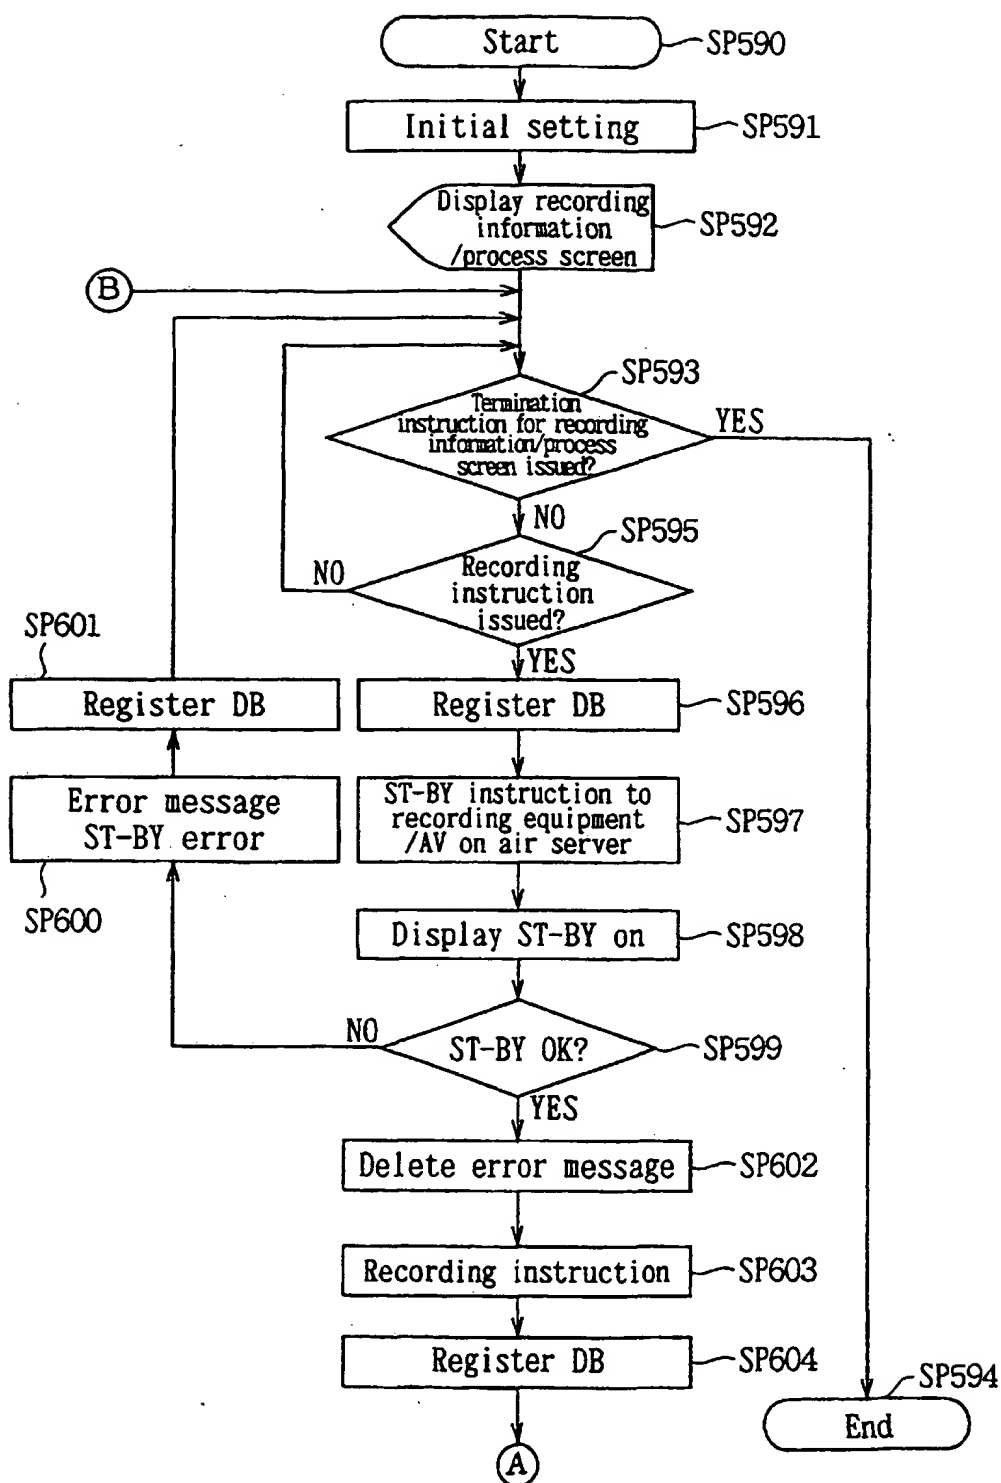 Start
SP590
Initial setting
SP591
Display recording
information
/process screen
SP592
B
SP593
Termination
instruction for recording
information/process
screen issued?
YES
NO
SP595
Recording
instruction
issued?
NO
YES
SP601
Register DB
Register DB
SP596
Error message
ST-BY error
SP600
ST-BY instruction to
recording equipment
/AV on air server
SP597
Display ST-BY on
SP598
NO
ST-BY OK?
SP599
YES
Delete error message
SP602
Recording instruction
SP603
Register DB
SP604
SP594
End
A